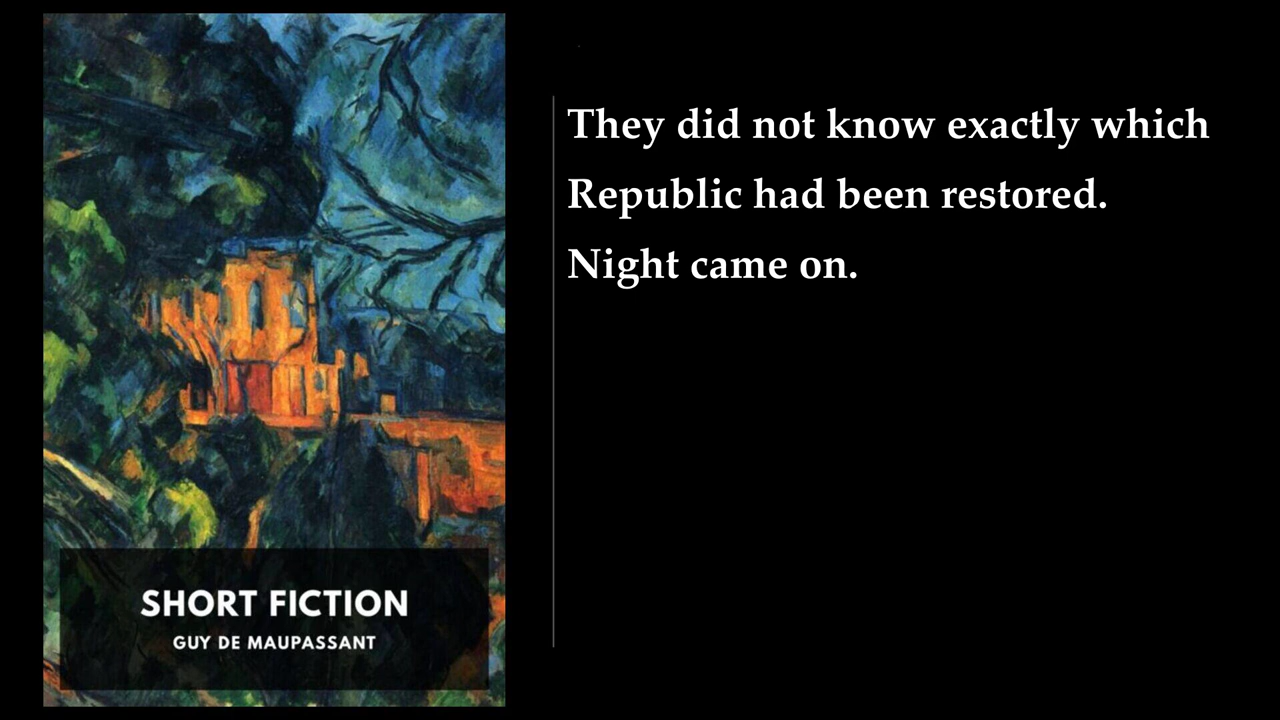 They did not know exactly which
Republic had been restored.
Night came on.
SHORT FICTION
GUY DE MAUPASSANT